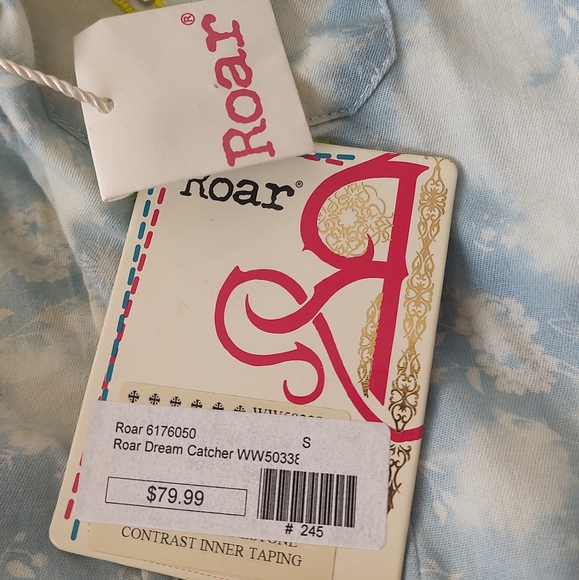 Roar®
Roar®
Roar 6176050 S
Roar Dream Catcher WW50338
$79.99
# 245
CONTRAST INNER TAPING